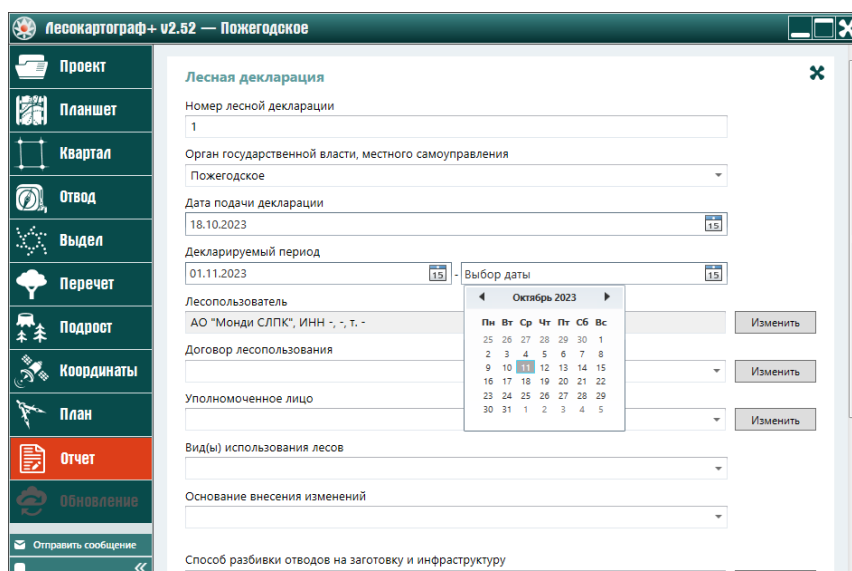 Лесокартограф+ v2.52 — Пожегодское
Проект
Планшет
Квартал
Отвод
Выдел
Перечет
Подрост
Координаты
План
Отчет
Обновление
Отправить сообщение
Лесная декларация
Номер лесной декларации
1
Орган государственной власти, местного самоуправления
Пожегодское
Дата подачи декларации
18.10.2023
15
Декларируемый период
01.11.2023
15
- Выбор даты
15
Октябрь 2023
Пн Вт Ср Чт Пт Сб Вс
25 26 27 28 29 30 1
2 3 4 5 6 7 8
9 10 11 12 13 14 15
16 17 18 19 20 21 22
23 24 25 26 27 28 29
30 31 1 2 3 4 5
Лесопользователь
АО "Монди СЛПК", ИНН -, -, т. -
Изменить
Договор лесопользования
Изменить
Уполномоченное лицо
Изменить
Вид(ы) использования лесов
Основание внесения изменений
Способ разбивки отводов на заготовку и инфраструктуру